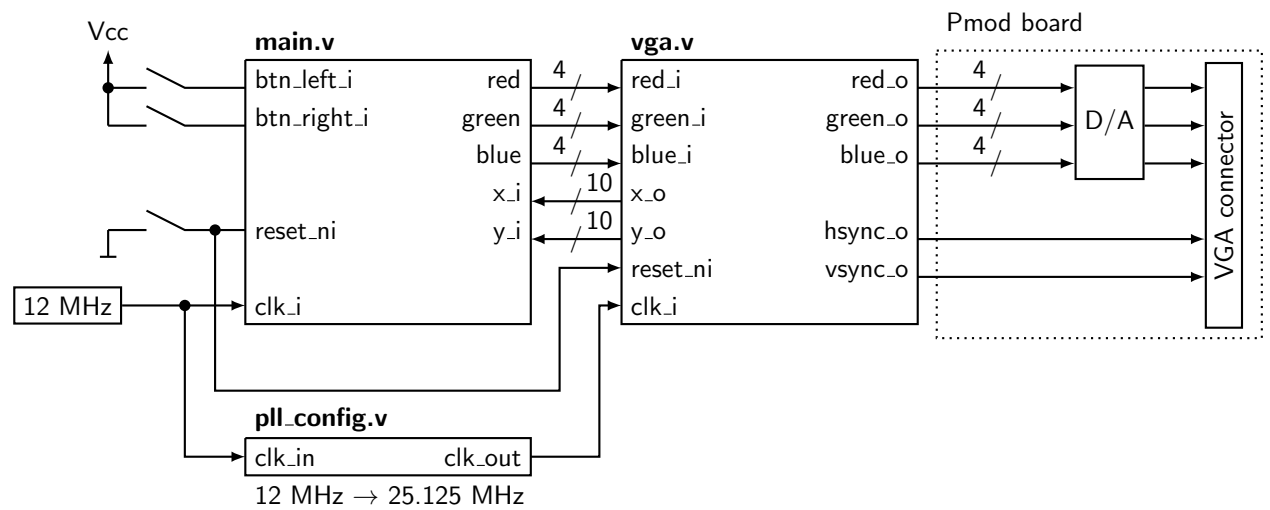 Pmod board
Vcc
main.v
vga.v
btn_left_i
red
4
red_i
red_o
4
btn_right_i
green
4
green_i
green_o
4
D/A
blue
4
blue_i
blue_o
4
x_i
10
x_o
reset_ni
y_i
10
y_o
hsync_o
VGA connector
reset_ni
vsync_o
12 MHz
clk_i
clk_i
pll_config.v
clk_in
clk_out
12 MHz → 25.125 MHz